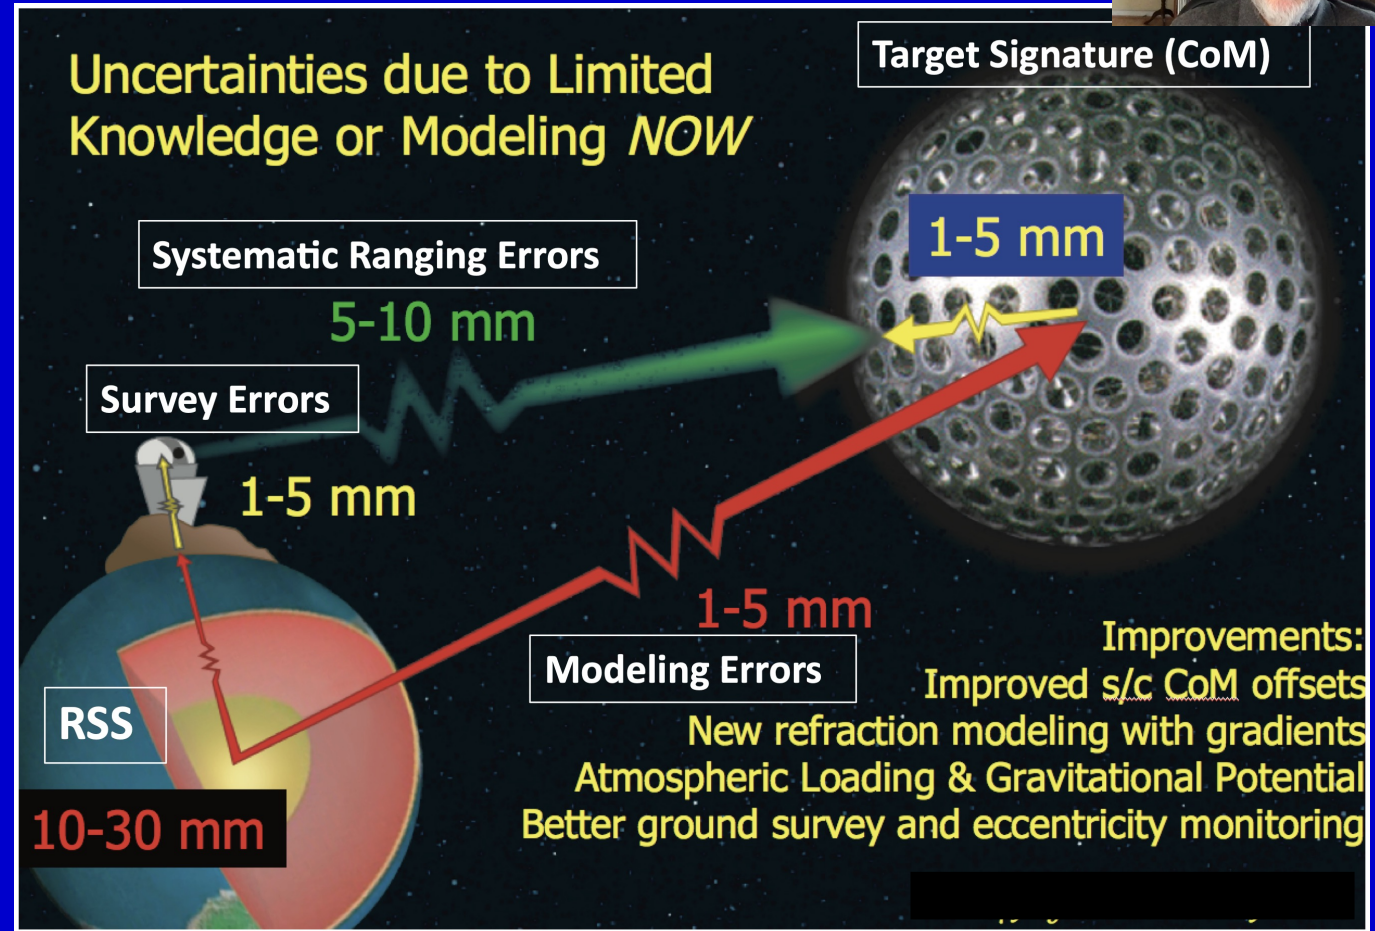 Uncertainties due to Limited
Knowledge or Modeling NOW
Target Signature (CoM)
1-5 mm
Systematic Ranging Errors
5-10 mm
Survey Errors
1-5 mm
1-5 mm
Modeling Errors
RSS
10-30 mm
Improvements:
Improved s/c CoM offsets
New refraction modeling with gradients
Atmospheric Loading & Gravitational Potential
Better ground survey and eccentricity monitoring